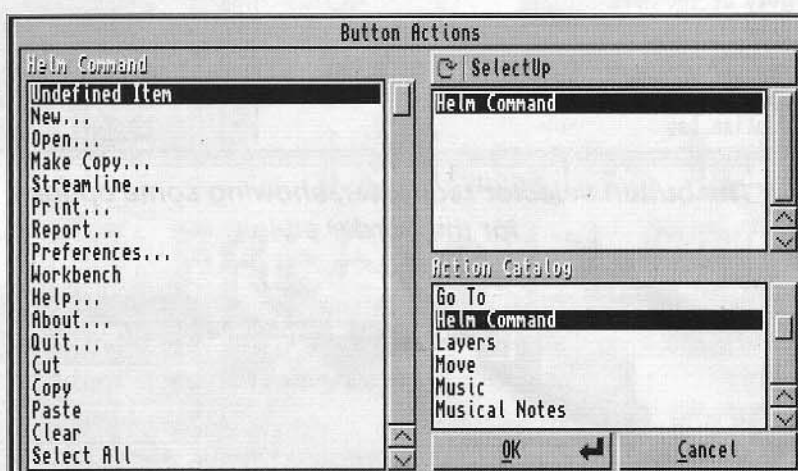 Button Actions
Helm Command
Undefined Item
New...
Open...
Make Copy...
Streamline...
Print...
Report...
Preferences...
Workbench
Help...
About...
Quit...
Cut
Copy
Paste
Clear
Select All
SelectUp
Helm Command
Action Catalog
Go To
Helm Command
Layers
Move
Music
Musical Notes
OK
Cancel